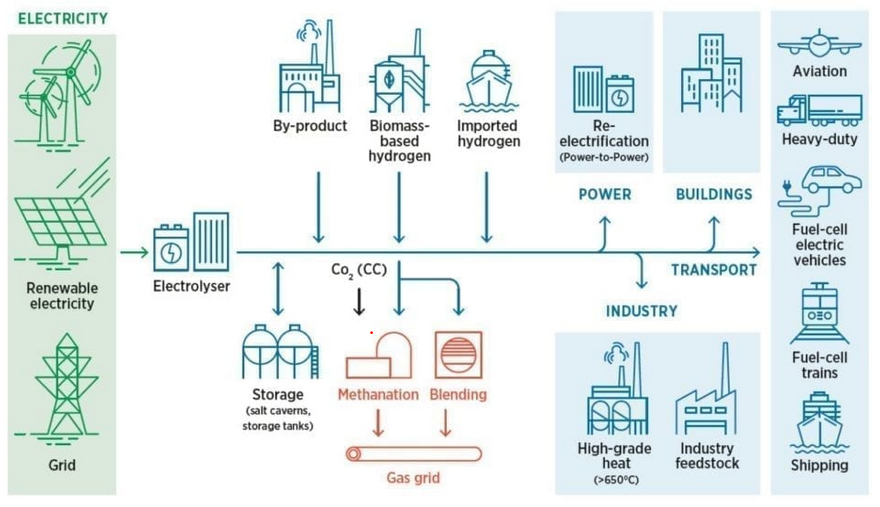 ELECTRICITY
Renewable
electricity
Grid
Electrolyser
By-product
Biomass-
based
hydrogen
Imported
hydrogen
Storage
(salt caverns,
storage tanks)
Co₂ (CC)
Methanation
Blending
Gas grid
Re-
electrification
(Power-to-Power)
POWER
BUILDINGS
TRANSPORT
INDUSTRY
High-grade
heat
(>650ºC)
Industry
feedstock
Aviation
Heavy-duty
Fuel-cell
electric
vehicles
Fuel-cell
trains
Shipping